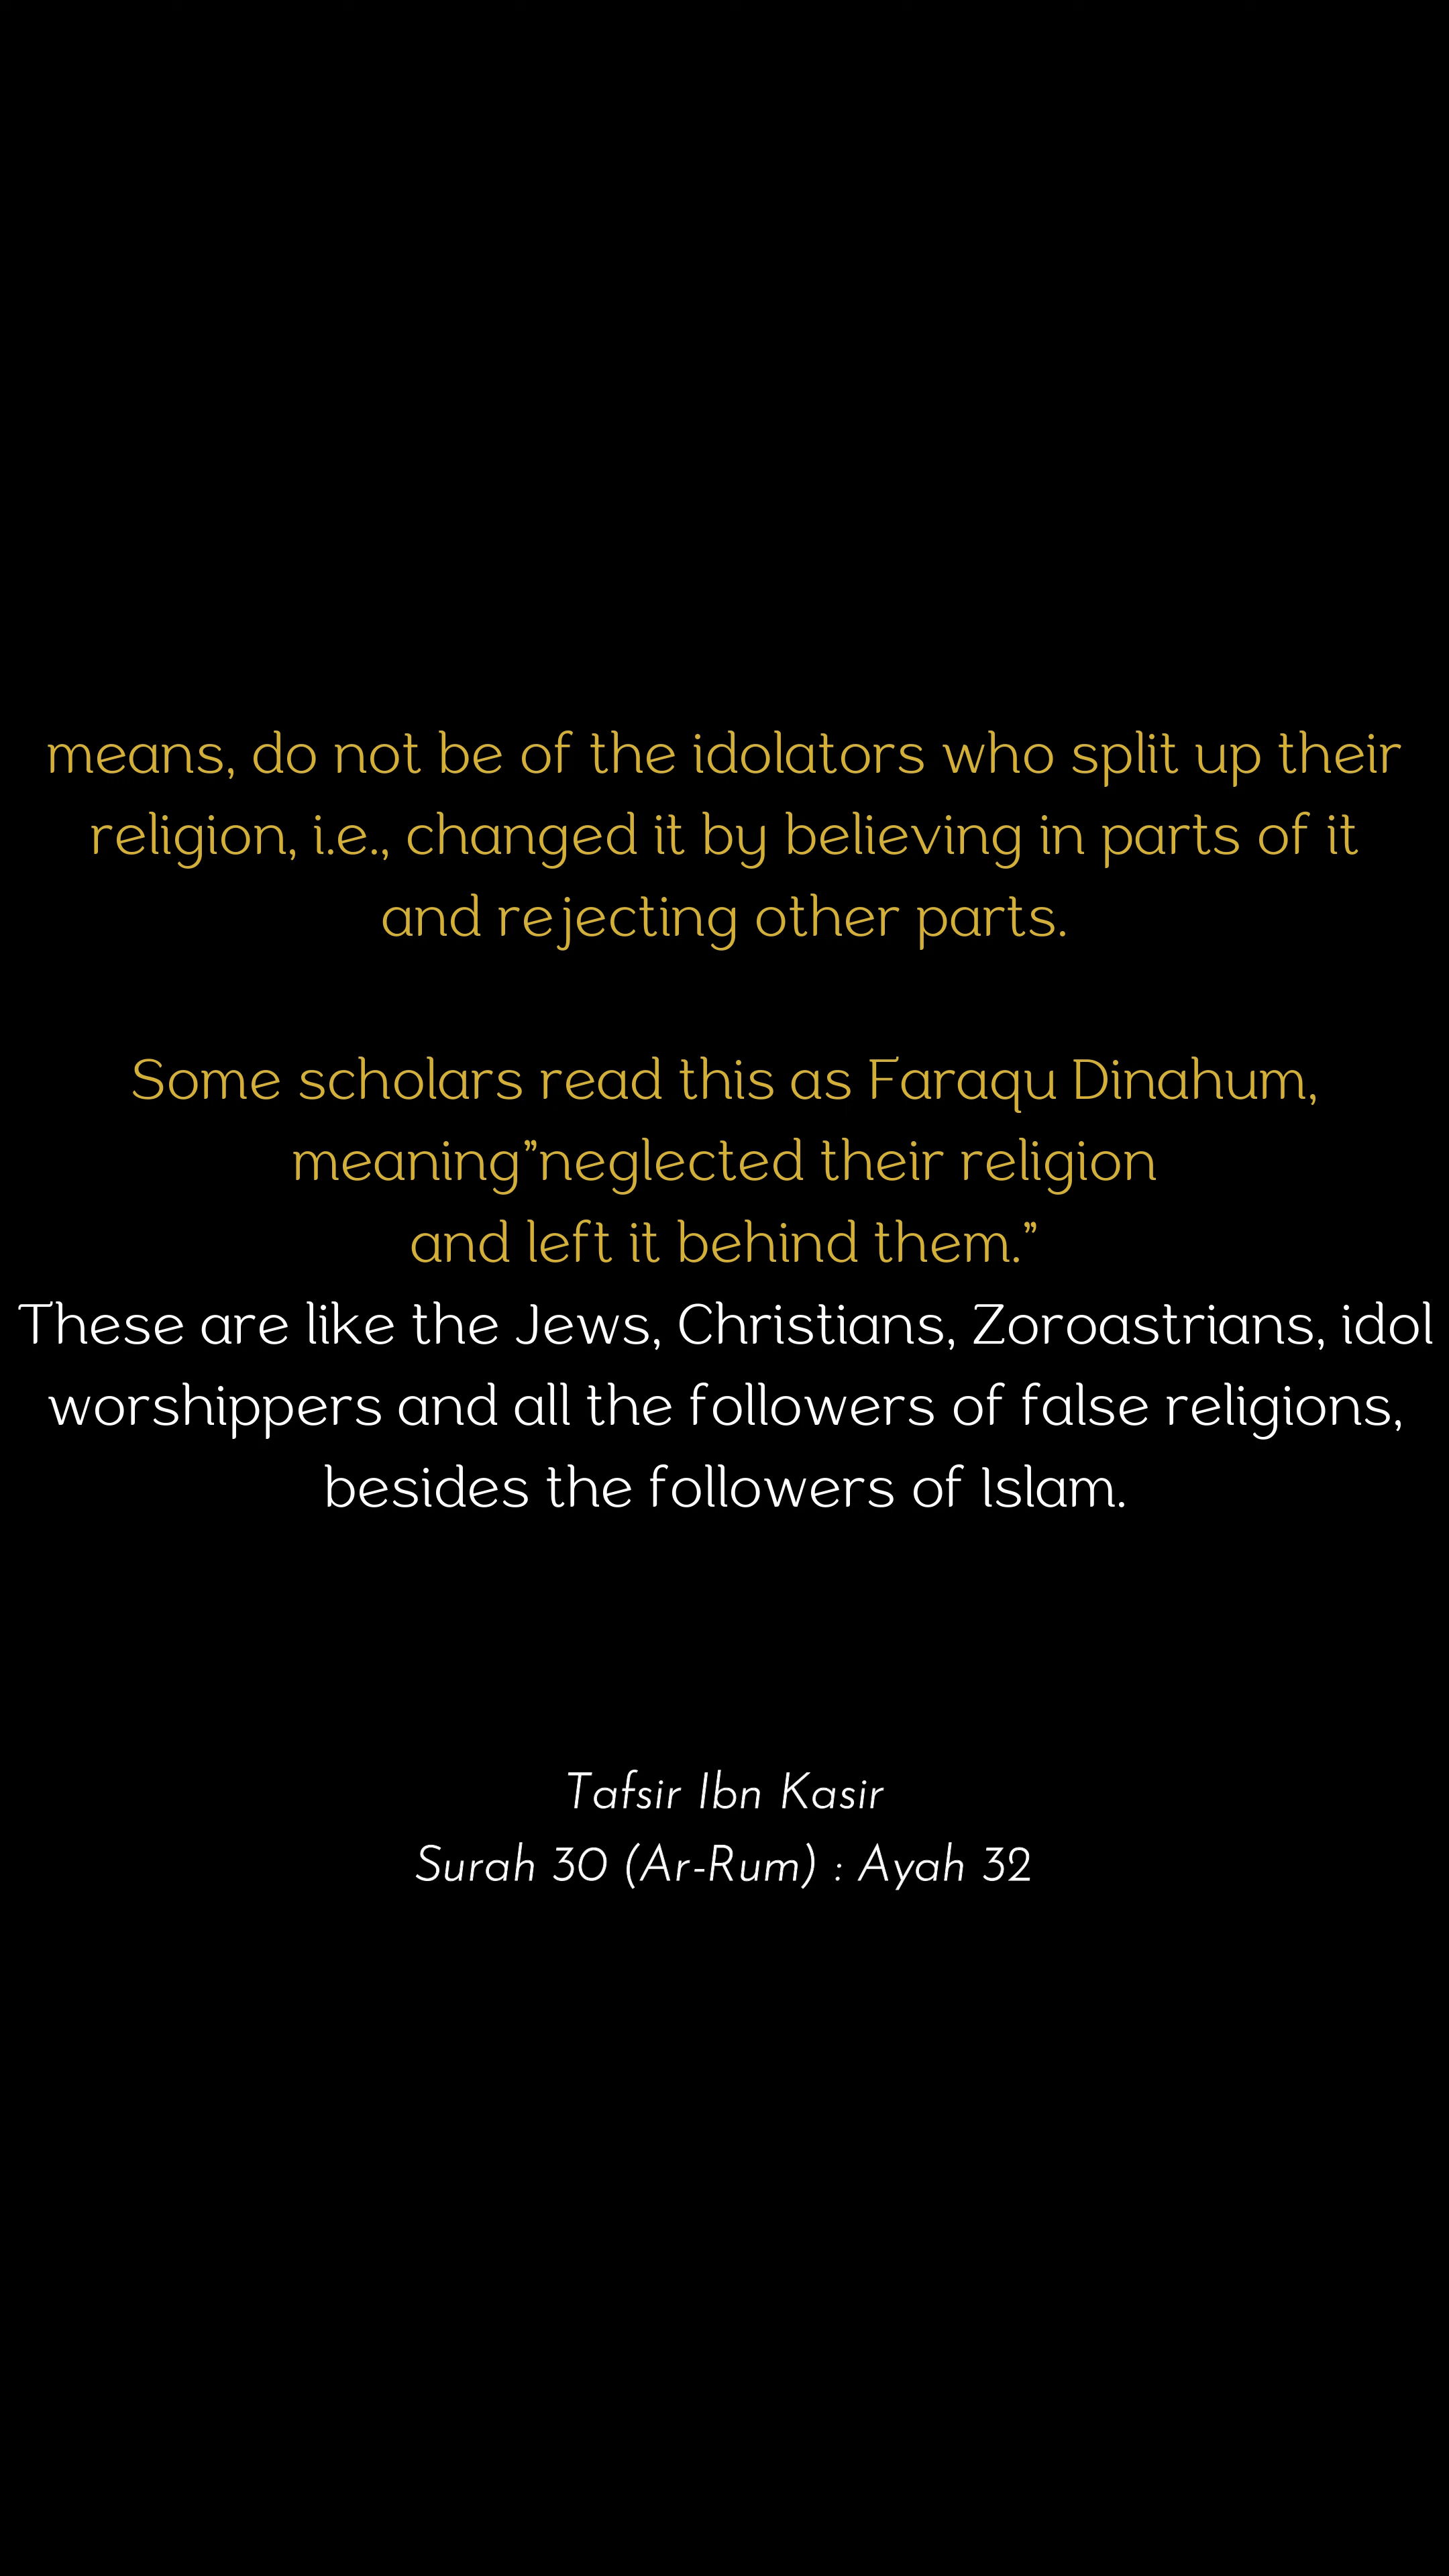 means, do not be of the idolators who split up their
religion, i.e., changed it by believing in parts of it
and rejecting other parts.
Some scholars read this as Faraqu Dinahum,
meaning”neglected their religion
and left it behind them.”
These are like the Jews, Christians, Zoroastrians, idol
worshippers and all the followers of false religions,
besides the followers of Islam.
Tafsir Ibn Kasir
Surah 30 (Ar-Rum) : Ayah 32